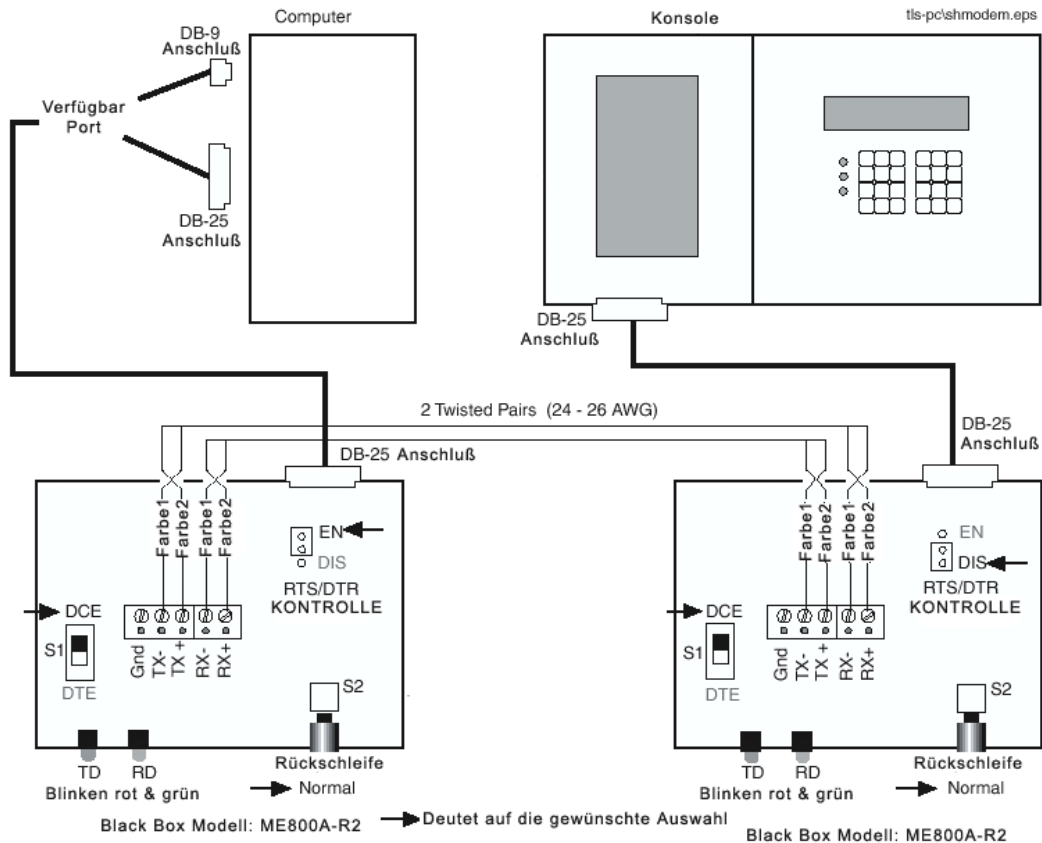 Computer
Konsole
tls-pc\shmodem.eps
DB-9
Anschluß
Verfügbar
Port
DB-25
Anschluß
DB-25
Anschluß
2 Twisted Pairs (24 - 26 AWG)
DB-25 Anschluß
DB-25
Anschluß
Farbe1
Farbe2
Farbe1
Farbe2
EN
DIS
RTS/DTR
KONTROLLE
DCE
S1
DTE
Gnd
TX-
TX +
RX-
RX+
S2
TD
RD
Rückschleife
Blinken rot & grün
Normal
Black Box Modell: ME800A-R2
Deutet auf die gewünschte Auswahl
Farbe1
Farbe2
Farbe1
Farbe2
EN
DIS
RTS/DTR
KONTROLLE
DCE
S1
DTE
Gnd
TX-
TX +
RX-
RX+
S2
TD
RD
Rückschleife
Blinken rot & grün
Normal
Black Box Modell: ME800A-R2